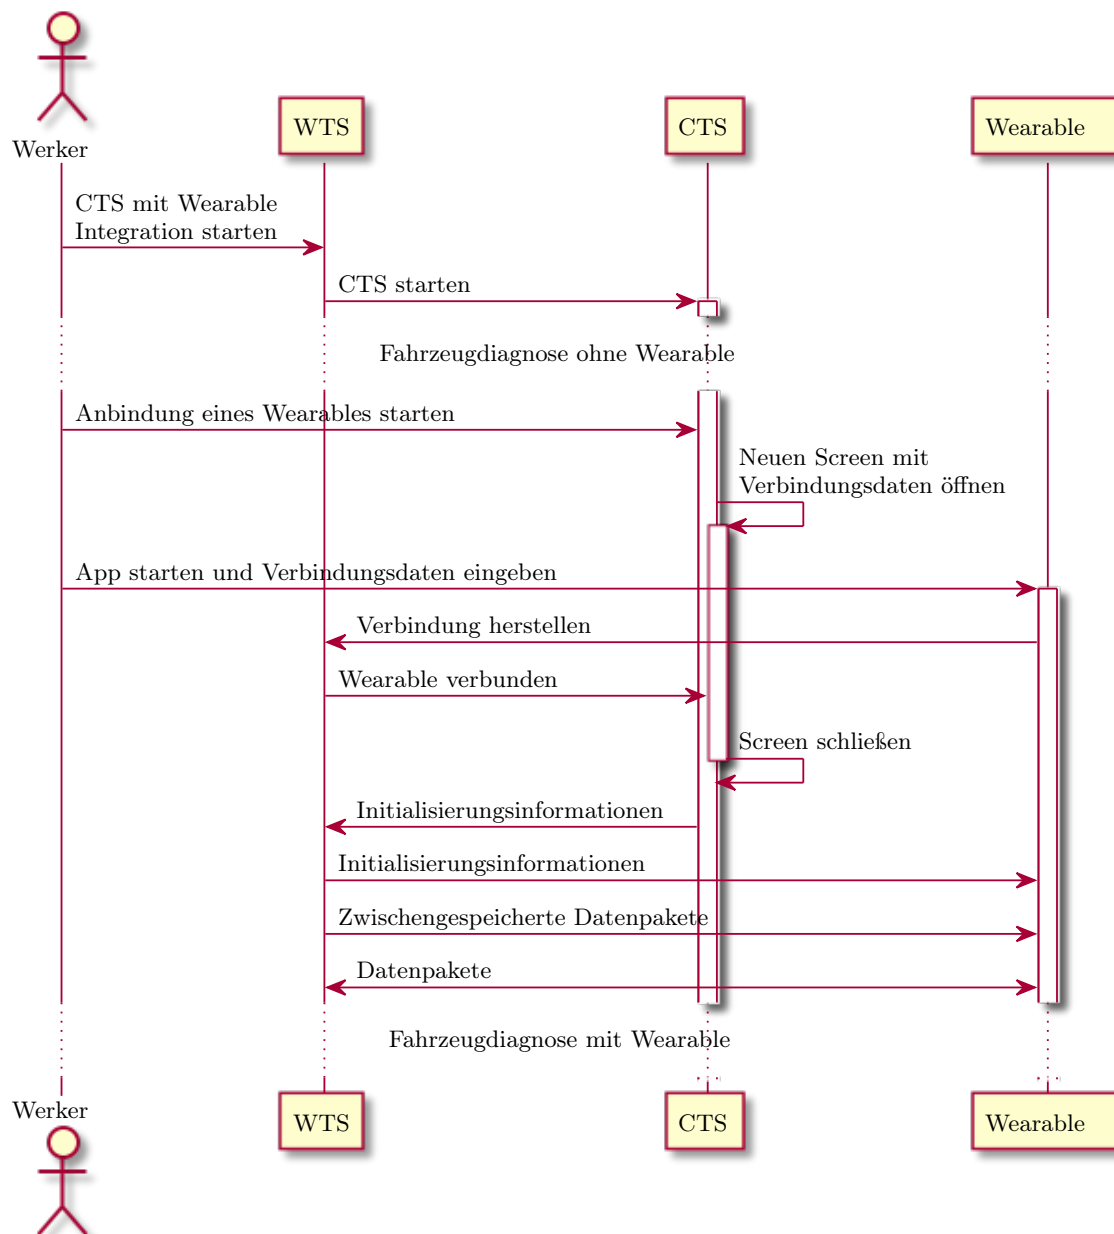 Werker
WTS
CTS
Wearable
CTS mit Wearable
Integration starten
CTS starten
Fahrzeugdiagnose ohne Wearable
Anbindung eines Wearables starten
Neuen Screen mit
Verbindungsdaten öffnen
App starten und Verbindungsdaten eingeben
Verbindung herstellen
Wearable verbunden
Screen schließen
Initialisierungsinformationen
Initialisierungsinformationen
Zwischengespeicherte Datenpakete
Datenpakete
Fahrzeugdiagnose mit Wearable
Werker
WTS
CTS
Wearable